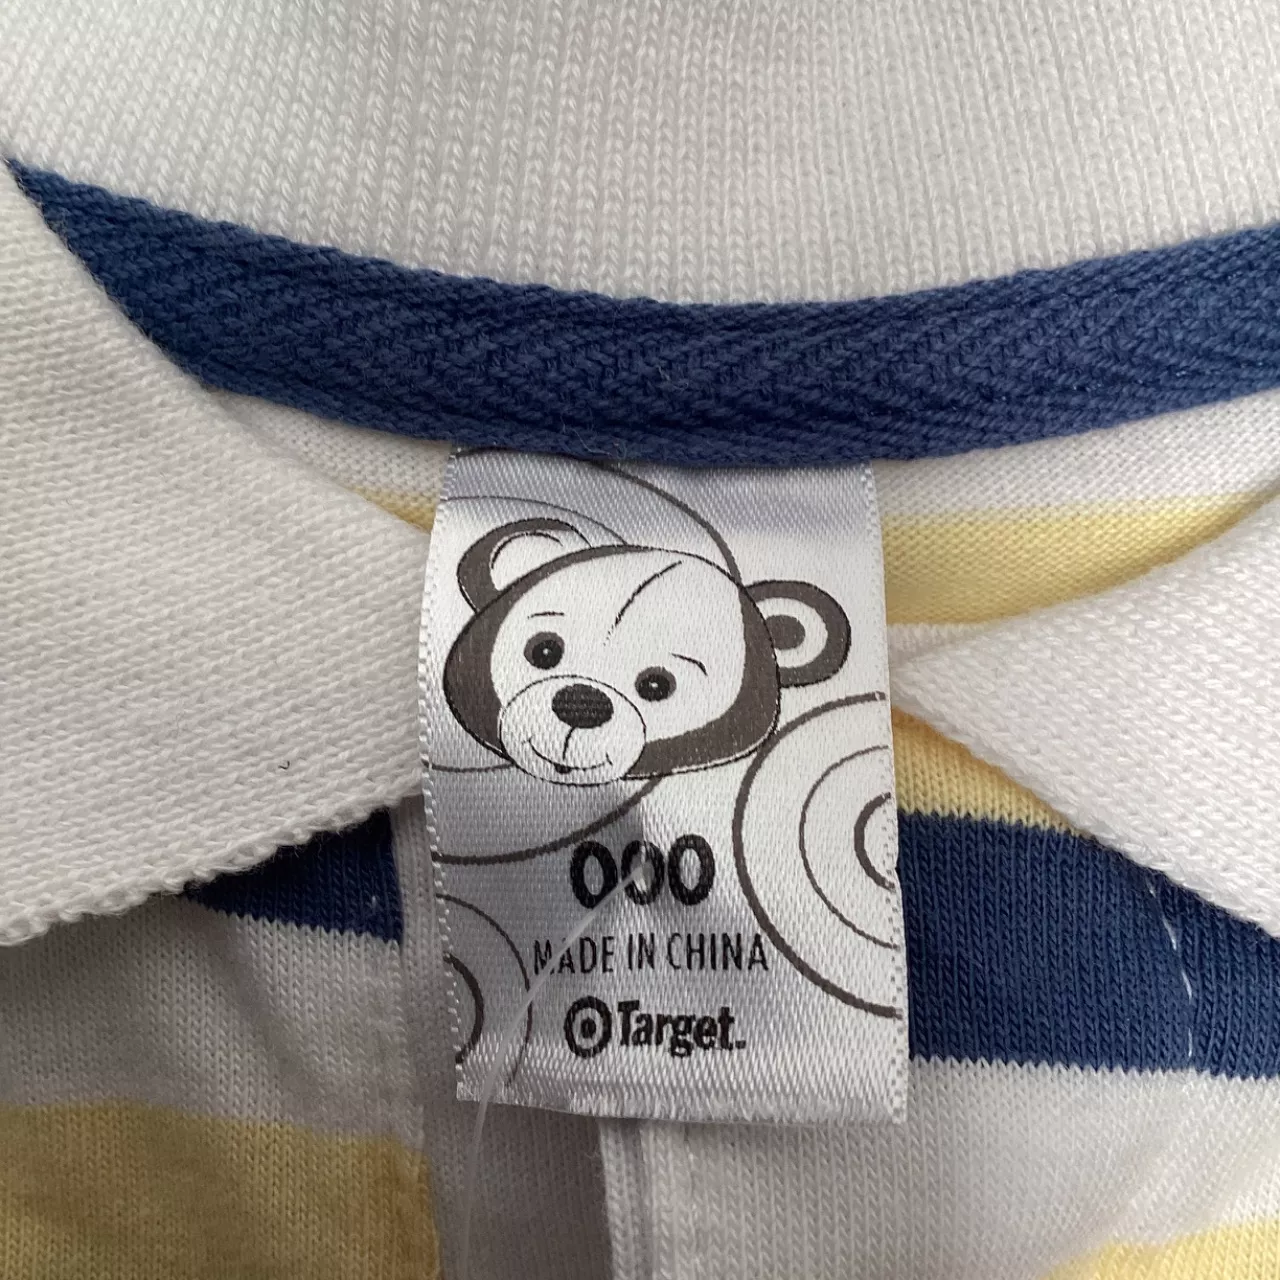 000
MADE IN CHINA
Target.